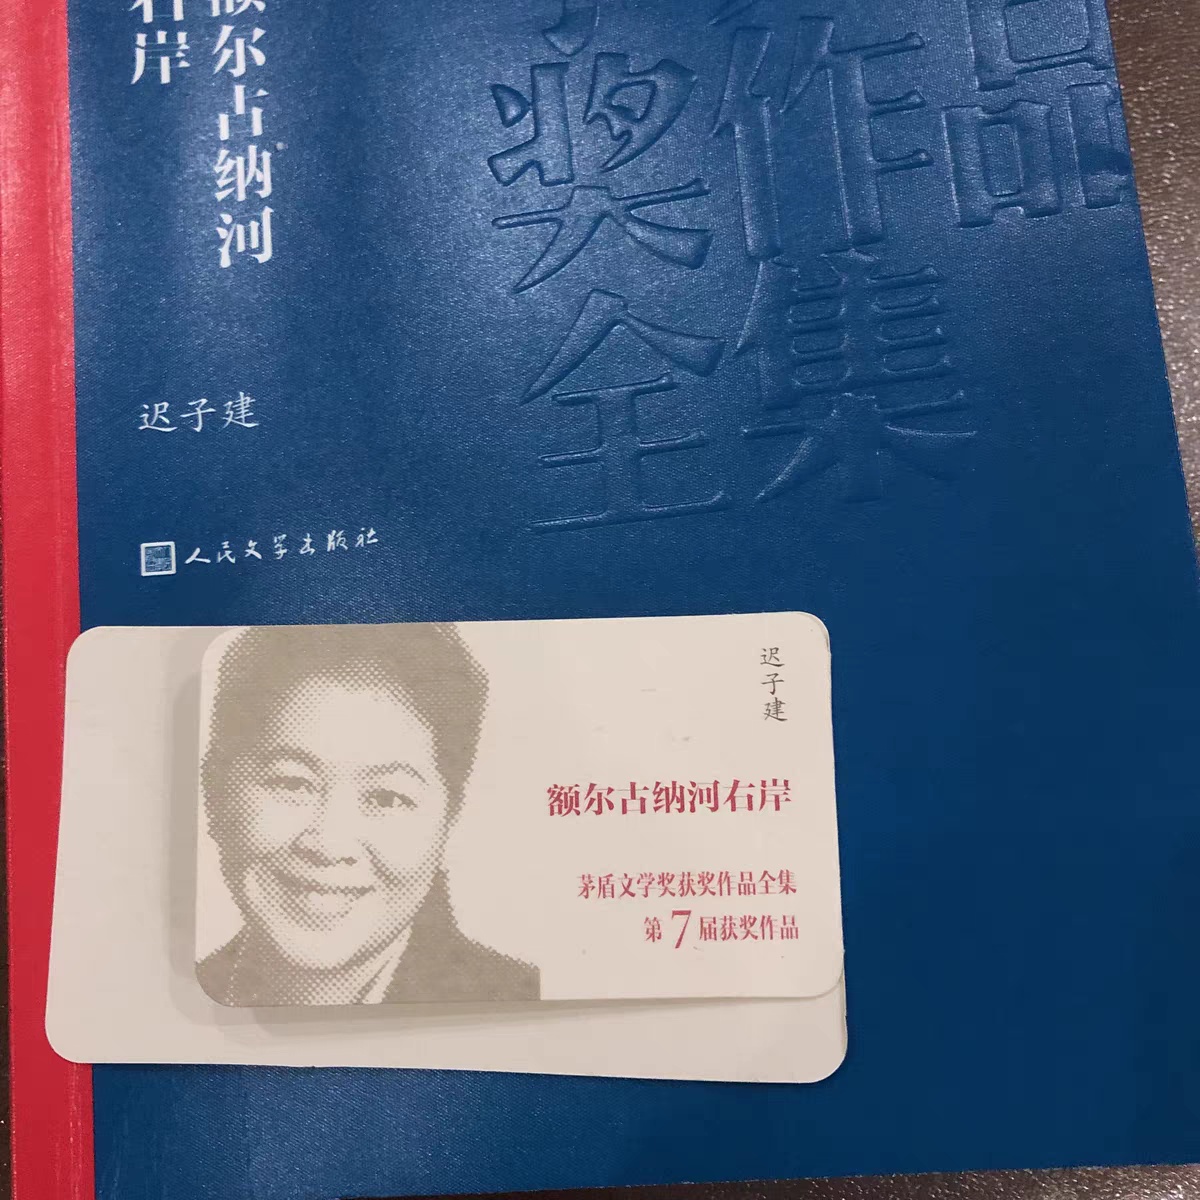 额尔古纳河
右岸
迟子建
人民文学出版社
奖作品
全集
迟子建
额尔古纳河右岸
茅盾文学奖获奖作品全集
第7届获奖作品